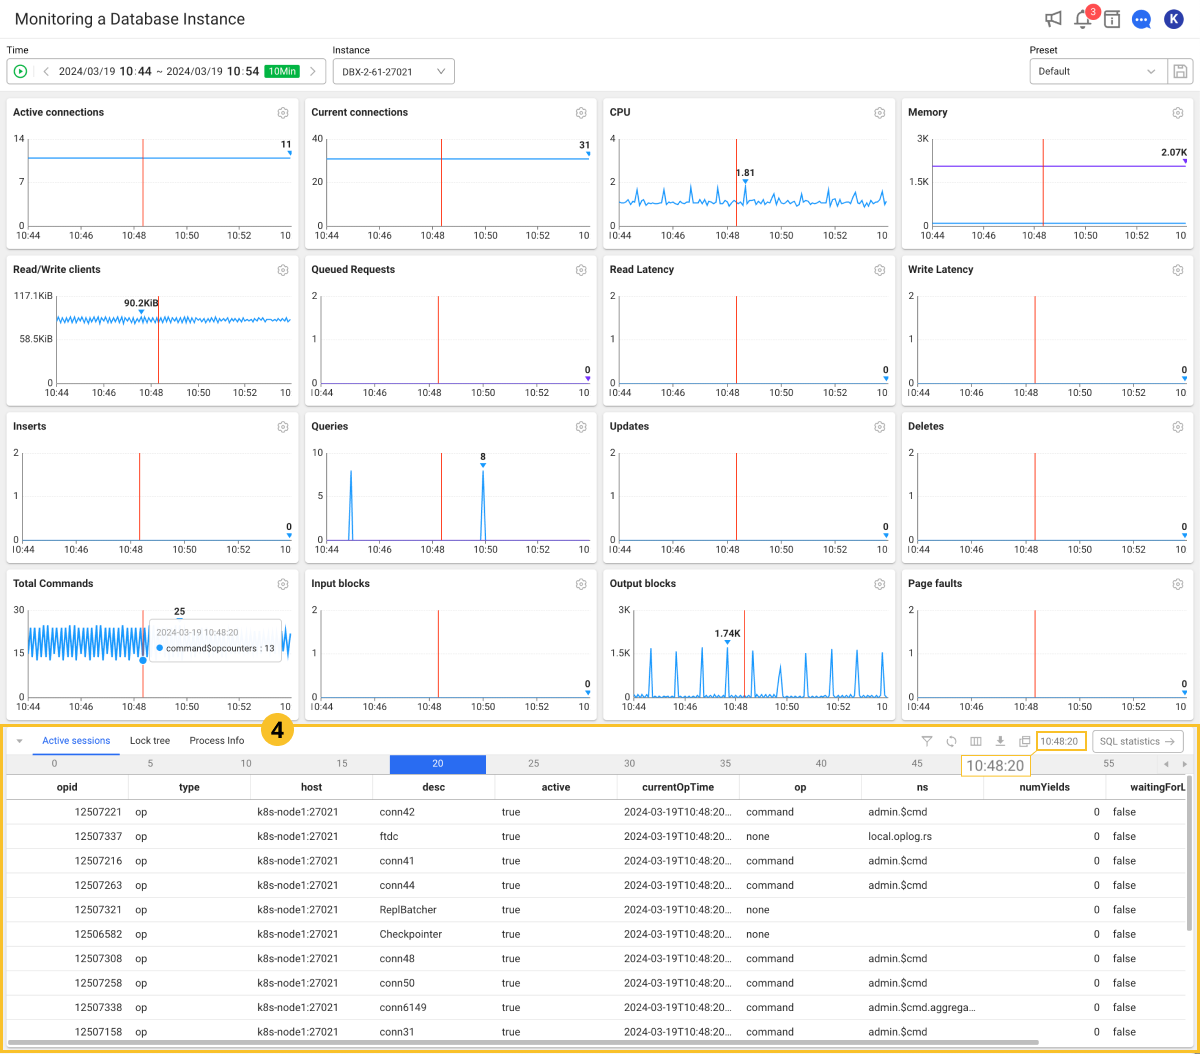 Monitoring a Database Instance
3
K
Time
Instance
Preset
2024/03/19 10:44 ~ 2024/03/19 10:54 10Min
DBX-2-61-27021
Default
Active connections
14
7
0
11
10:44 10:46 10:48 10:50 10:52 10
Current connections
40
20
0
31
10:44 10:46 10:48 10:50 10:52 10
CPU
4
2
0
1.81
10:44 10:46 10:48 10:50 10:52 10
Memory
3K
1.5K
0
2.07K
10:44 10:46 10:48 10:50 10:52 10
Read/Write clients
117.1KiB
58.5KiB
0
90.2KiB
10:44 10:46 10:48 10:50 10:52 10
Queued Requests
2
1
0
0
10:44 10:46 10:48 10:50 10:52 10
Read Latency
2
1
0
0
10:44 10:46 10:48 10:50 10:52 10
Write Latency
2
1
0
0
10:44 10:46 10:48 10:50 10:52 10
Inserts
2
1
0
0
10:44 10:46 10:48 10:50 10:52 10
Queries
10
5
0
8
10:44 10:46 10:48 10:50 10:52 10
Updates
2
1
0
0
10:44 10:46 10:48 10:50 10:52 10
Deletes
2
1
0
0
10:44 10:46 10:48 10:50 10:52 10
Total Commands
30
15
0
25
2024-03-19 10:48:20
command$opcounters : 13
10:44 10:46 10:48 10:50 10:52 10
Input blocks
2
1
0
0
10:44 10:46 10:48 10:50 10:52 10
Output blocks
3K
1.5K
0
1.74K
10:44 10:46 10:48 10:50 10:52 10
Page faults
2
1
0
0
10:44 10:46 10:48 10:50 10:52 10
4
Active sessions Lock tree Process Info
10:48:20
SQL statistics →
0 5 10 15 20 25 30 35 40 45 55
10:48:20
opid type host desc active currentOpTime op ns numYields waitingForL
12507221 op k8s-node1:27021 conn42 true 2024-03-19T10:48:20... command admin.$cmd 0 false
12507337 op k8s-node1:27021 ftdc true 2024-03-19T10:48:20... none local.oplog.rs 0 false
12507216 op k8s-node1:27021 conn41 true 2024-03-19T10:48:20... command admin.$cmd 0 false
12507263 op k8s-node1:27021 conn44 true 2024-03-19T10:48:20... command admin.$cmd 0 false
12507321 op k8s-node1:27021 ReplBatcher true 2024-03-19T10:48:20... none 0 false
12506582 op k8s-node1:27021 Checkpointer true 2024-03-19T10:48:20... none 0 false
12507308 op k8s-node1:27021 conn48 true 2024-03-19T10:48:20... command admin.$cmd 0 false
12507258 op k8s-node1:27021 conn50 true 2024-03-19T10:48:20... command admin.$cmd 0 false
12507338 op k8s-node1:27021 conn6149 true 2024-03-19T10:48:20... command admin.$cmd.aggrega... 0 false
12507158 op k8s-node1:27021 conn31 true 2024-03-19T10:48:20... command admin.$cmd 0 false